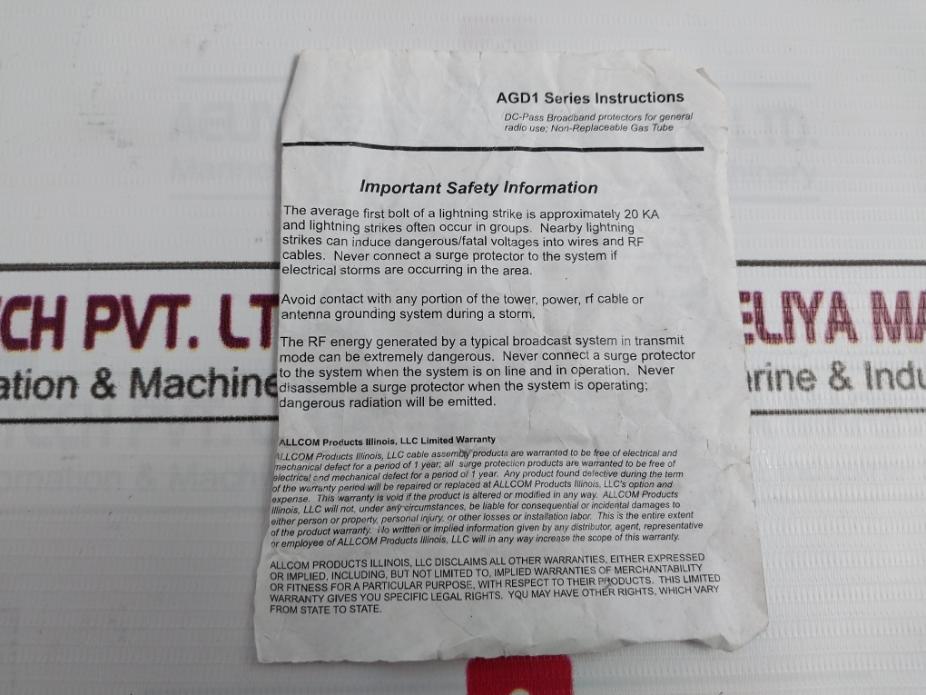 AGD1 Series Instructions
DC-Pass Broadband protectors for general
radio use; Non-Replaceable Gas Tube
Important Safety Information
The average first bolt of a lightning strike is approximately 20 KA
and lightning strikes often occur in groups. Nearby lightning
strikes can induce dangerous/fatal voltages into wires and RF
cables. Never connect a surge protector to the system if
electrical storms are occurring in the area.
Avoid contact with any portion of the tower, power, rf cable or
antenna grounding system during a storm.
The RF energy generated by a typical broadcast system in transmit
mode can be extremely dangerous. Never connect a surge protector
to the system when the system is on line and in operation. Never
disassemble a surge protector when the system is operating;
dangerous radiation will be emitted.
ALLCOM Products Illinois, LLC Limited Warranty
ALLCOM Products Illinois, LLC cable assembly products are warranted to be free of electrical and
mechanical defect for a period of 1 year; all surge protection products are warranted to be free of
electrical and mechanical defect for a period of 1 year. Any product found defective during the term
of the warranty period will be repaired or replaced at ALLCOM Products Illinois, LLC's option and
expense. This warranty is void if the product is altered or modified in any way. ALLCOM Products
Illinois, LLC will not, under any circumstances, be liable for consequential or incidental damages to
either person or property, personal injury, or other losses or installation labor. This is the entire extent
of the product warranty. No written or implied information given by any distributor, agent, representative
or employee of ALLCOM Products Illinois, LLC will in any way increase the scope of this warranty.
ALLCOM PRODUCTS ILLINOIS, LLC DISCLAIMS ALL OTHER WARRANTIES, EITHER EXPRESSED
OR IMPLIED, INCLUDING, BUT NOT LIMITED TO, IMPLIED WARRANTIES OF MERCHANTABILITY
OR FITNESS FOR A PARTICULAR PURPOSE, WITH RESPECT TO THEIR PRODUCTS. THIS LIMITED
WARRANTY GIVES YOU SPECIFIC LEGAL RIGHTS. YOU MAY HAVE OTHER RIGHTS, WHICH VARY
FROM STATE TO STATE.
CH PVT. LT
ation & Machine
ELIYA MA
rine & Indu